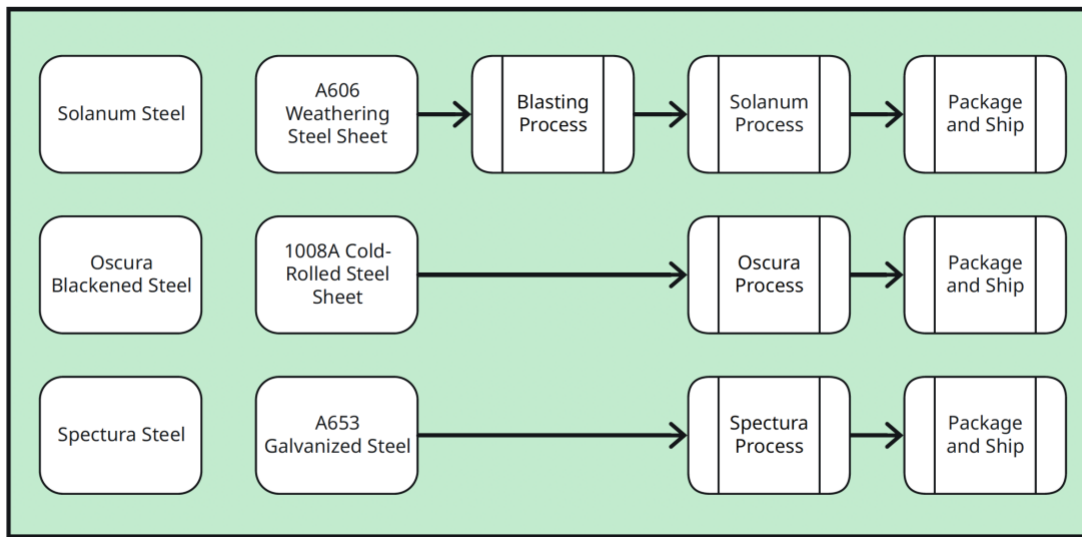 Solanum Steel
A606
Weathering
Steel Sheet
Blasting
Process
Solanum
Process
Package
and Ship
Oscura
Blackened Steel
1008A Cold-
Rolled Steel
Sheet
Oscura
Process
Package
and Ship
Spectura Steel
A653
Galvanized Steel
Spectura
Process
Package
and Ship